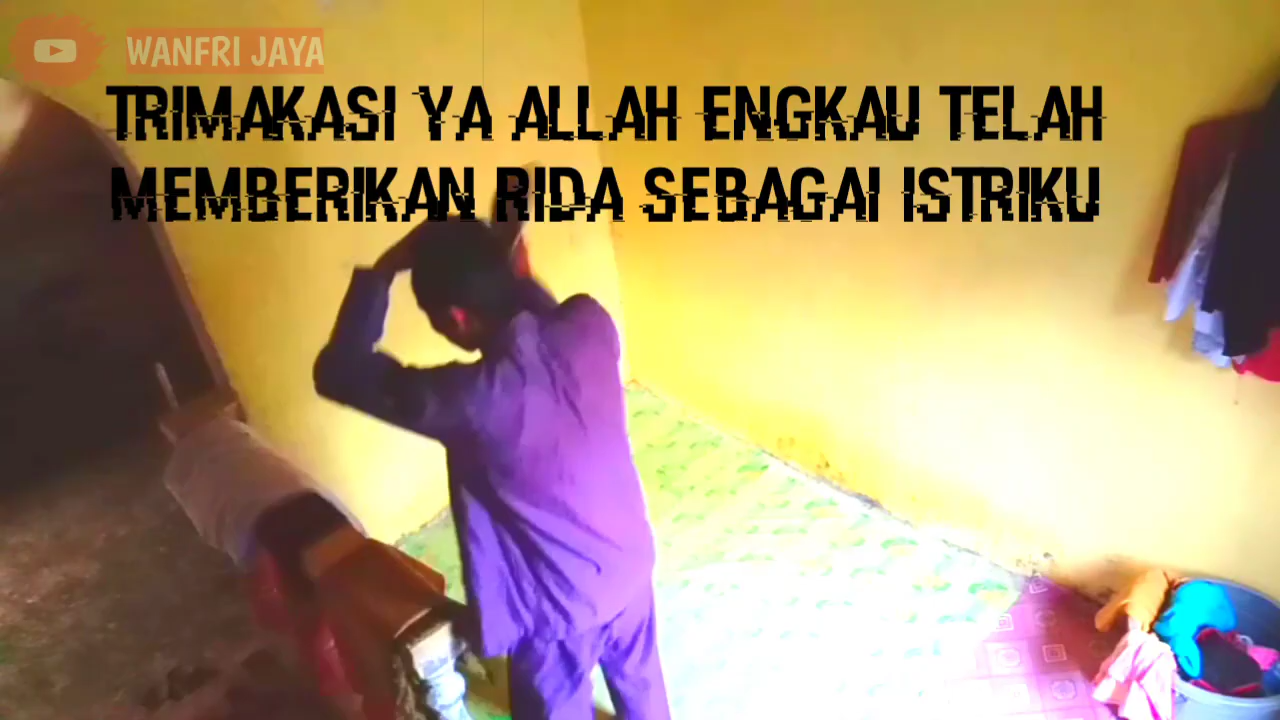 WANFRI JAYA
TRIMAKASI YA ALLAH ENGKAU TELAH
MEMBERIKAN RIDA SEBAGAI ISTRIKU